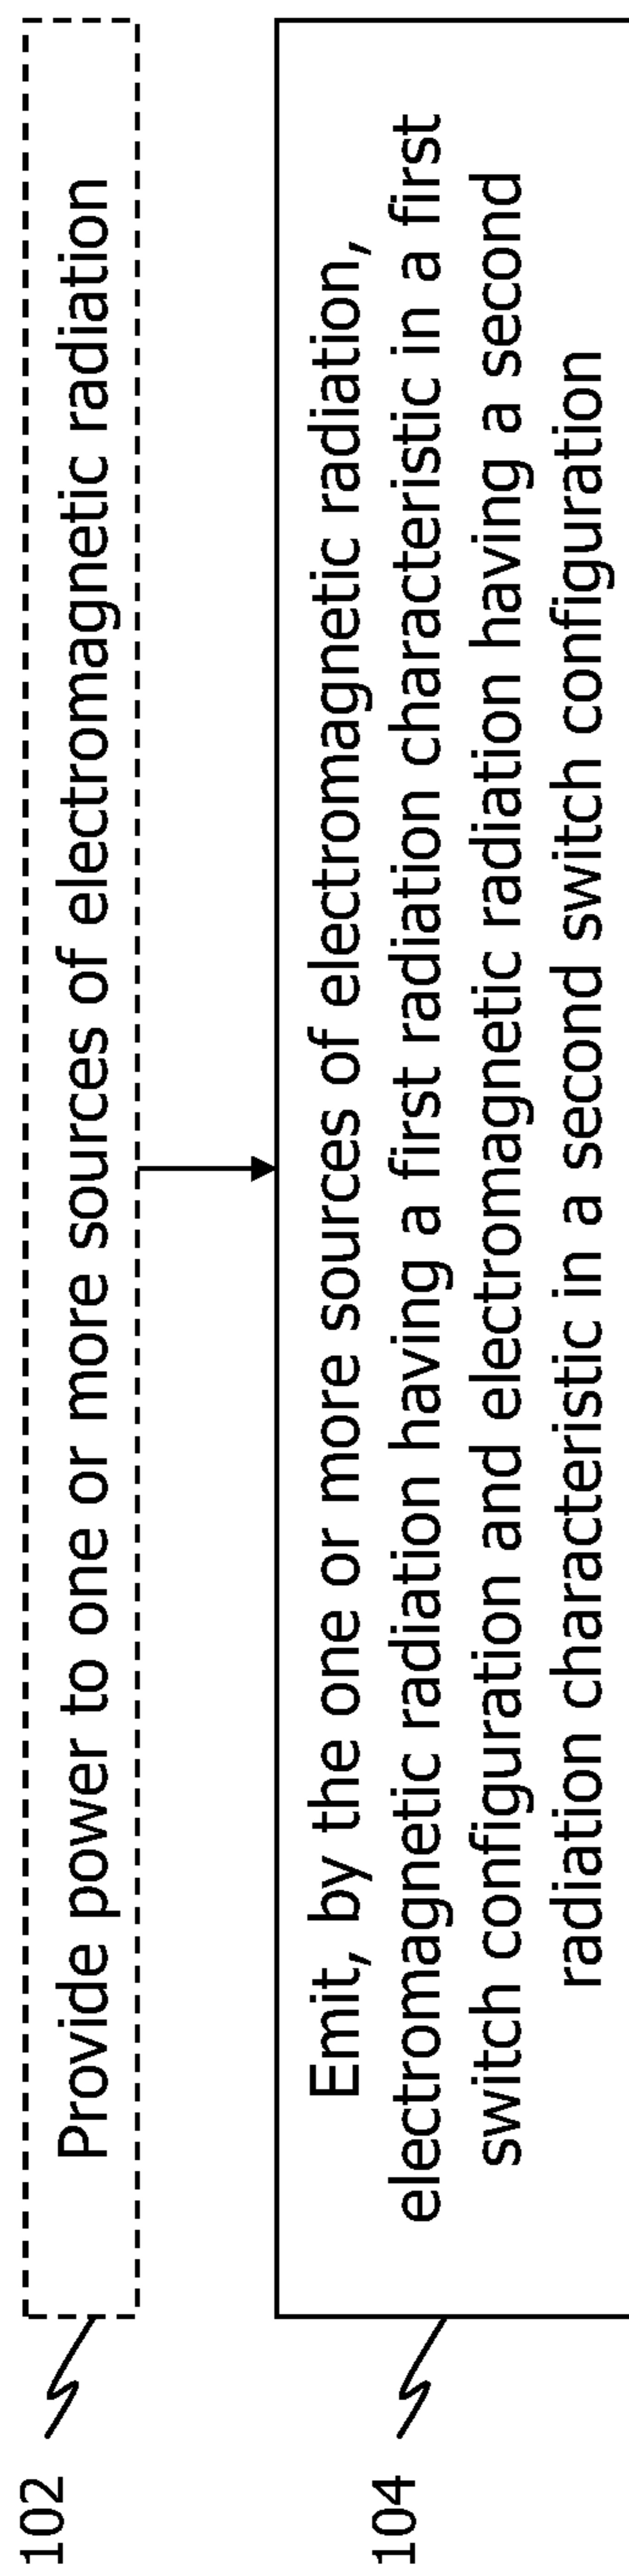 102
Provide power to one or more sources of electromagnetic radiation
104
Emit, by the one or more sources of electromagnetic radiation,
electromagnetic radiation having a first radiation characteristic in a first
switch configuration and electromagnetic radiation having a second
radiation characteristic in a second switch configuration